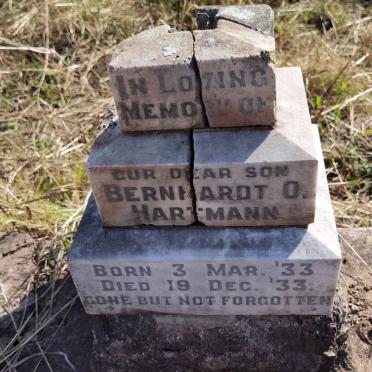 IN LOVING
MEMORY OF
OUR DEAR SON
BERNHARDT O.
HARTMANN
BORN 3 MAR. '33
DIED 19 DEC. '33.
GONE BUT NOT FORGOTTEN